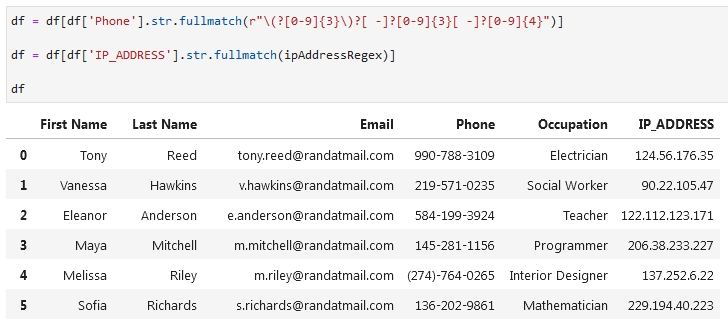 df = df[df['Phone'].str.fullmatch(r"\(?[0-9]{3}\)?[ -]?[0-9]{3}[ -]?[0-9]{4}")]
df = df[df['IP_ADDRESS'].str.fullmatch(ipAddressRegex)]
df
First Name Last Name Email Phone Occupation IP_ADDRESS
0 Tony Reed tony.reed@randatmail.com 990-788-3109 Electrician 124.56.176.35
1 Vanessa Hawkins v.hawkins@randatmail.com 219-571-0235 Social Worker 90.22.105.47
2 Eleanor Anderson e.anderson@randatmail.com 584-199-3924 Teacher 122.112.123.171
3 Maya Mitchell m.mitchell@randatmail.com 145-281-1156 Programmer 206.38.233.227
4 Melissa Riley m.riley@randatmail.com (274)-764-0265 Interior Designer 137.252.6.22
5 Sofia Richards s.richards@randatmail.com 136-202-9861 Mathematician 229.194.40.223